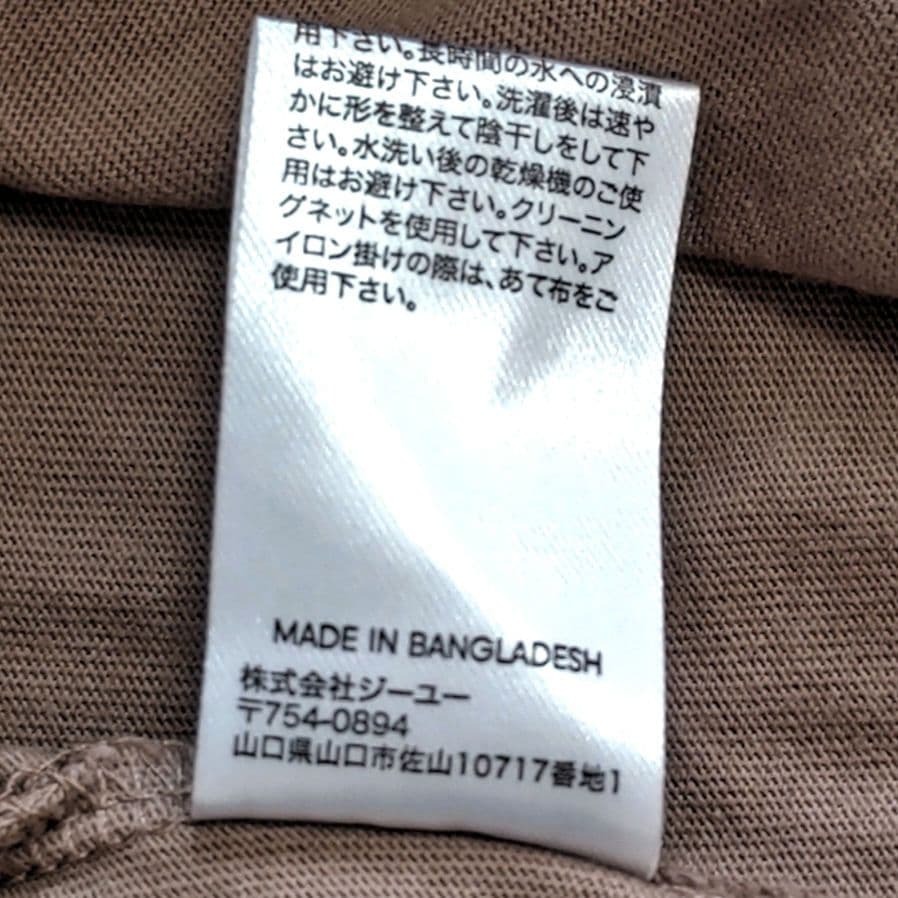 用下さい。長時間の水への浸漬
はお避け下さい。洗濯後は速や
かに形を整えて陰干しをして下
さい。水洗い後の乾燥機のご使
用はお避け下さい。クリーニン
グネットを使用して下さい。ア
イロン掛けの際は、あて布をご
使用下さい。
MADE IN BANGLADESH
株式会社ジーユー
〒754-0894
山口県山口市佐山10717番地1